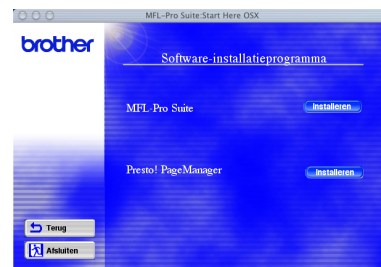 MFL-Pro Suite:Start Here OSX
brother
Software-installatieprogramma
MFL-Pro Suite
Installeren
Presto! PageManager
Installeren
Terug
Afsluiten